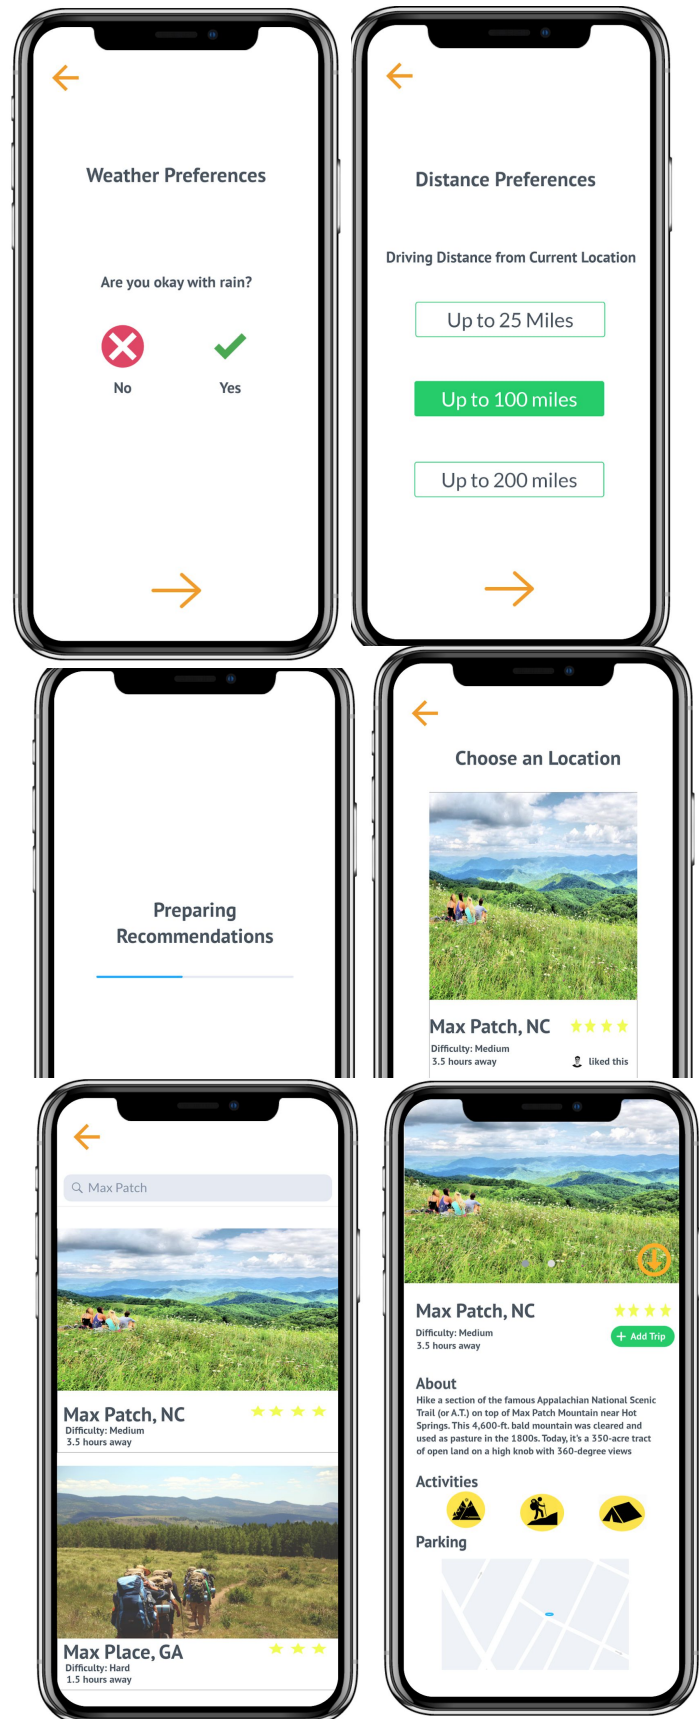 Weather Preferences
Are you okay with rain?
No
Yes
Distance Preferences
Driving Distance from Current Location
Up to 25 Miles
Up to 100 miles
Up to 200 miles
Preparing
Recommendations
Choose an Location
Max Patch, NC
Difficulty: Medium
3.5 hours away
liked this
Max Patch
Max Patch, NC
Difficulty: Medium
3.5 hours away
Max Place, GA
Difficulty: Hard
1.5 hours away
Max Patch, NC
Difficulty: Medium
3.5 hours away
+ Add Trip
About
Hike a section of the famous Appalachian National Scenic
Trail (or A.T.) on top of Max Patch Mountain near Hot
Springs. This 4,600-ft. bald mountain was cleared and
used as pasture in the 1800s. Today, it's a 350-acre tract
of open land on a high knob with 360-degree views
Activities
Parking